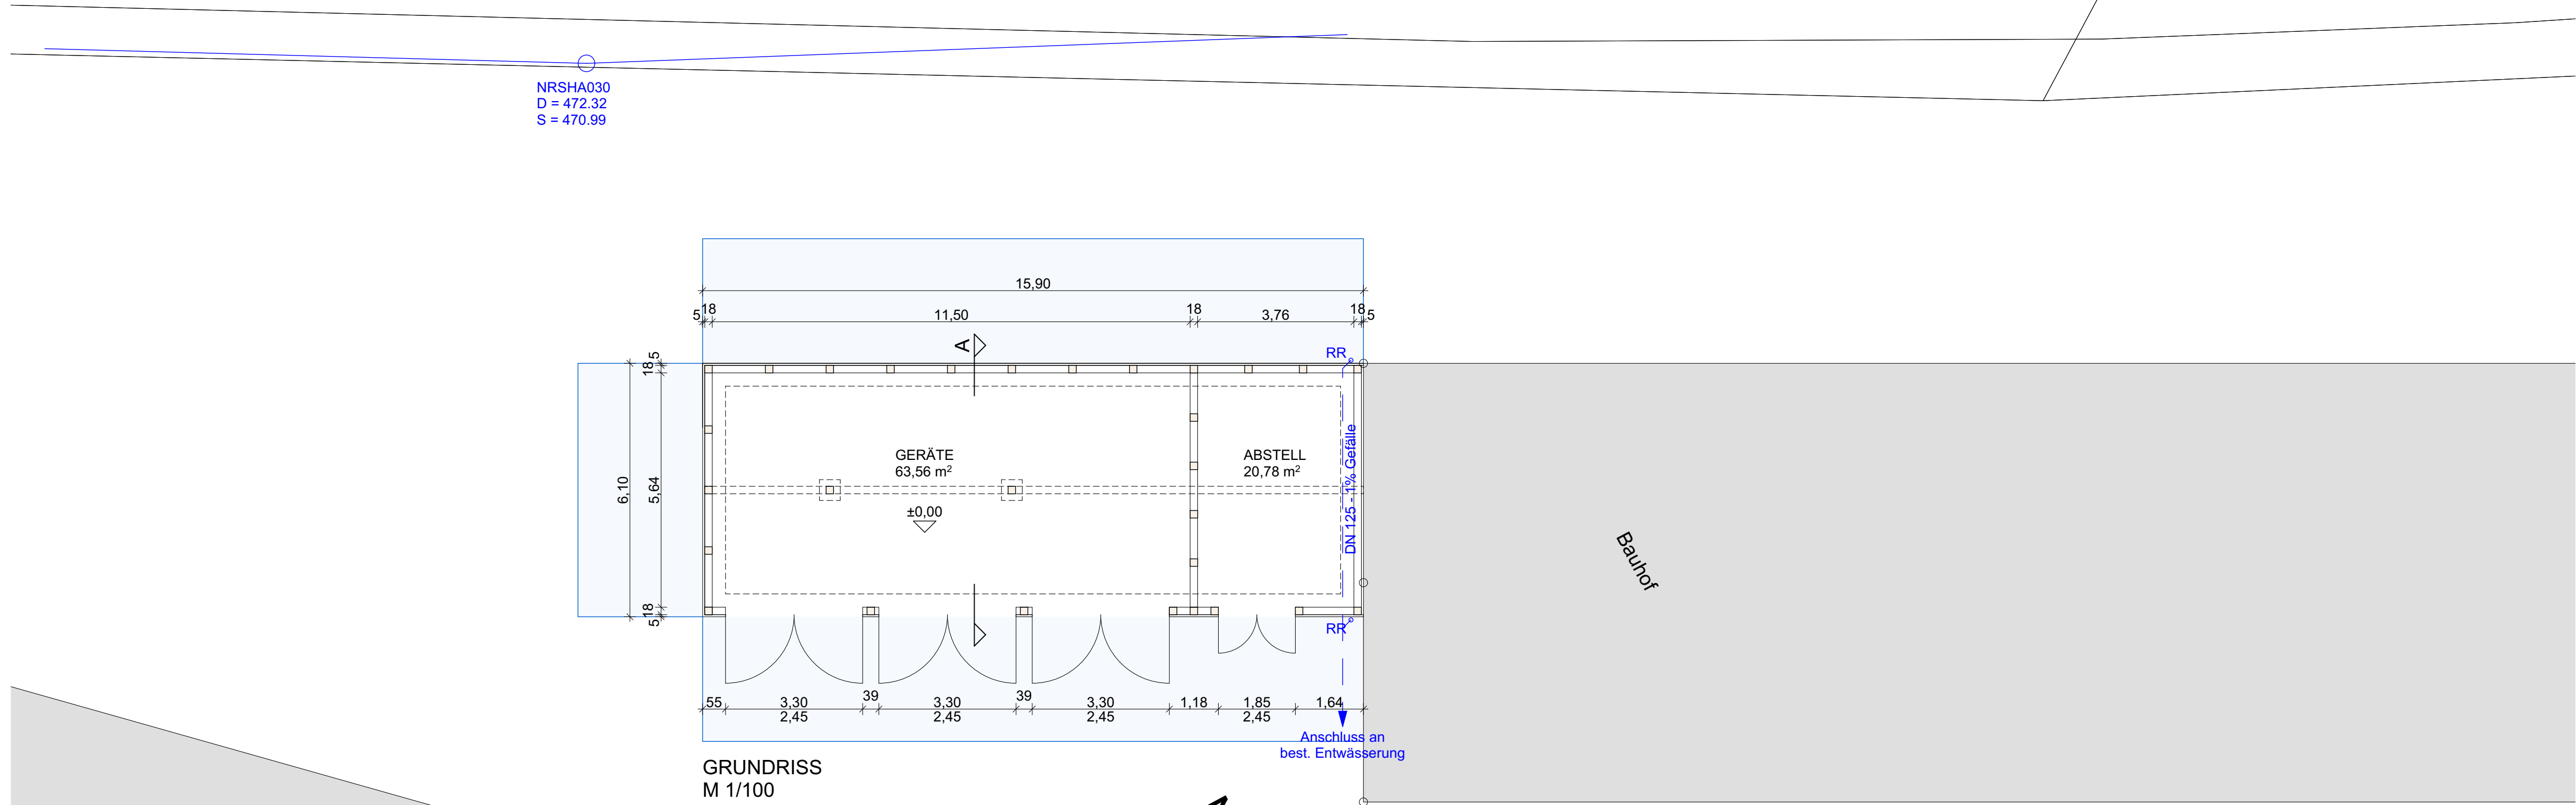 NRSHA030
D = 472.32
S = 470.99
15,90
5 18 11,50 18 3,76 18 5
A
RR
5
18
6,10
5,64
18
5
GERÄTE
63,56 m²
±0,00
ABSTELL
20,78 m²
DN 125 - 1% Gefälle
Bauhof
RR
55 3,30 39 3,30 39 3,30 1,18 1,85 1,64
2,45 2,45 2,45 2,45
Anschluss an
best. Entwässerung
GRUNDRISS
M 1/100